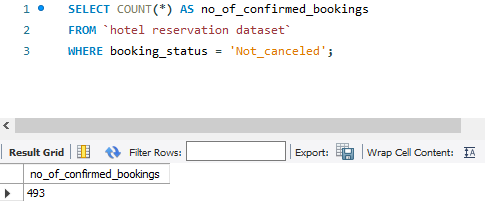 1 SELECT COUNT(*) AS no_of_confirmed_bookings
2 FROM `hotel reservation dataset`
3 WHERE booking_status = 'Not_canceled';
Result Grid Filter Rows: Export: Wrap Cell Content: IA
no_of_confirmed_bookings
493